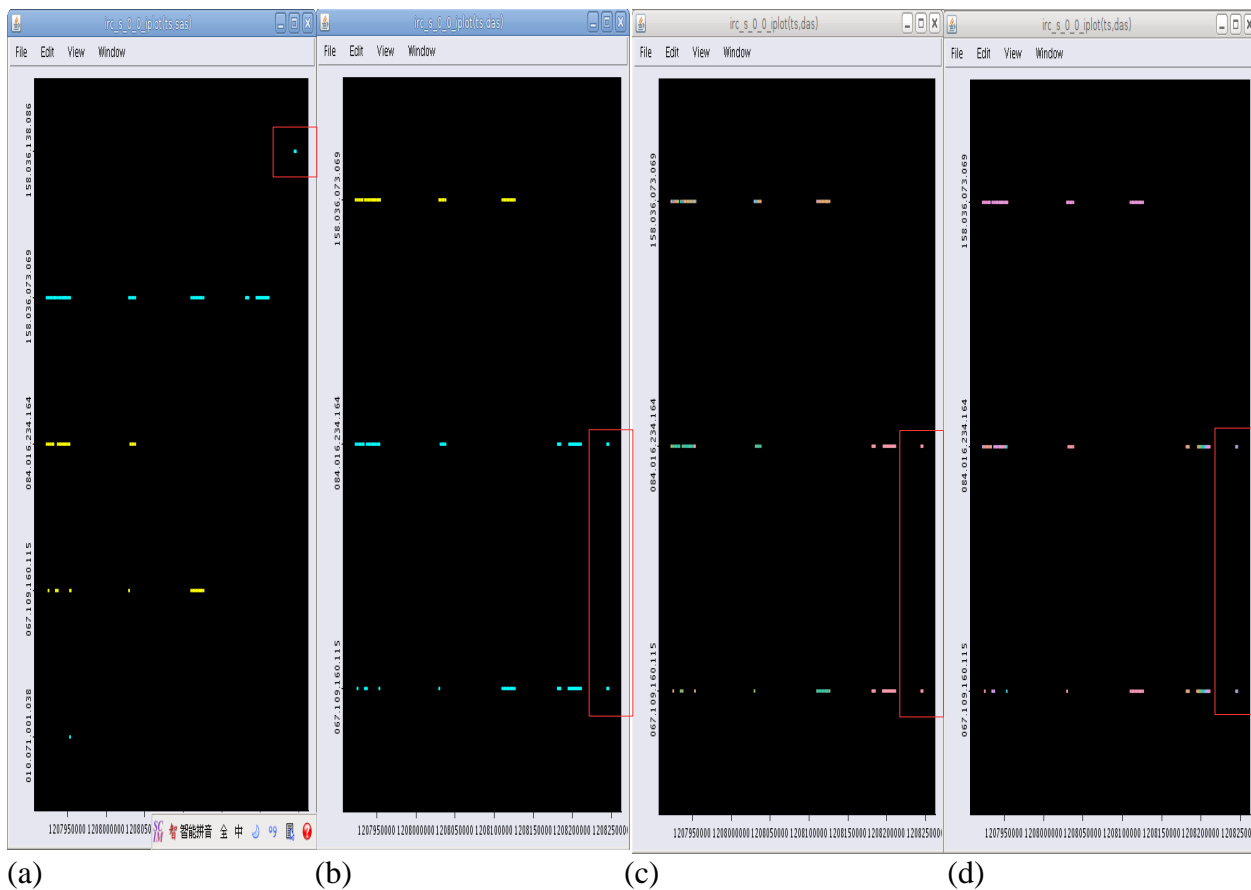 irc_s_0_0_iplot(ts,sas)
File Edit View Window
158.036.138.086
158.036.073.069
084.016.234.164
067.109.160.115
010.071.001.038
1207950000 1208000000 120805
SCIM 智能拼音 全 中
(a)
irc_s_0_0_iplot(ts,das)
File Edit View Window
158.036.073.069
084.016.234.164
067.109.160.115
1207950000 1208000000 1208050000 1208100000 1208150000 1208200000 120825000
(b)
irc_s_0_0_iplot(ts,das)
File Edit View Window
158.036.073.069
084.016.234.164
067.109.160.115
1207950000 1208000000 1208050000 1208100000 1208150000 1208200000 120825000
(c)
irc_s_0_0_iplot(ts,das)
File Edit View Window
158.036.073.069
084.016.234.164
067.109.160.115
1207950000 1208000000 1208050000 1208100000 1208150000 1208200000 120825000
(d)